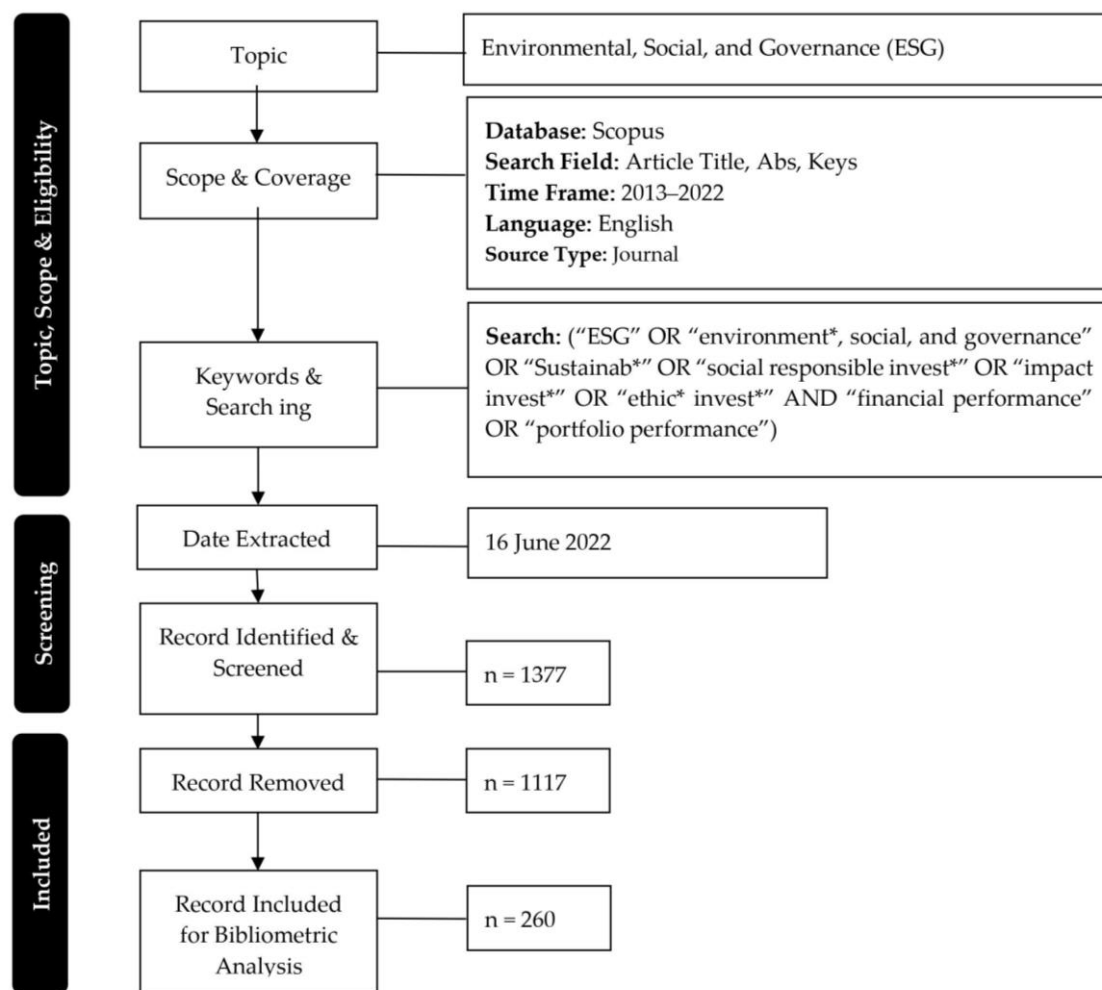 Topic, Scope & Eligibility
Topic
Environmental, Social, and Governance (ESG)
Scope & Coverage
Database: Scopus
Search Field: Article Title, Abs, Keys
Time Frame: 2013–2022
Language: English
Source Type: Journal
Keywords &
Search ing
Search: (“ESG” OR “environment*, social, and governance”
OR “Sustainab*” OR “social responsible invest*” OR “impact
invest*” OR “ethic* invest*” AND “financial performance”
OR “portfolio performance”)
Screening
Date Extracted
16 June 2022
Record Identified &
Screened
n = 1377
Included
Record Removed
n = 1117
Record Included
for Bibliometric
Analysis
n = 260